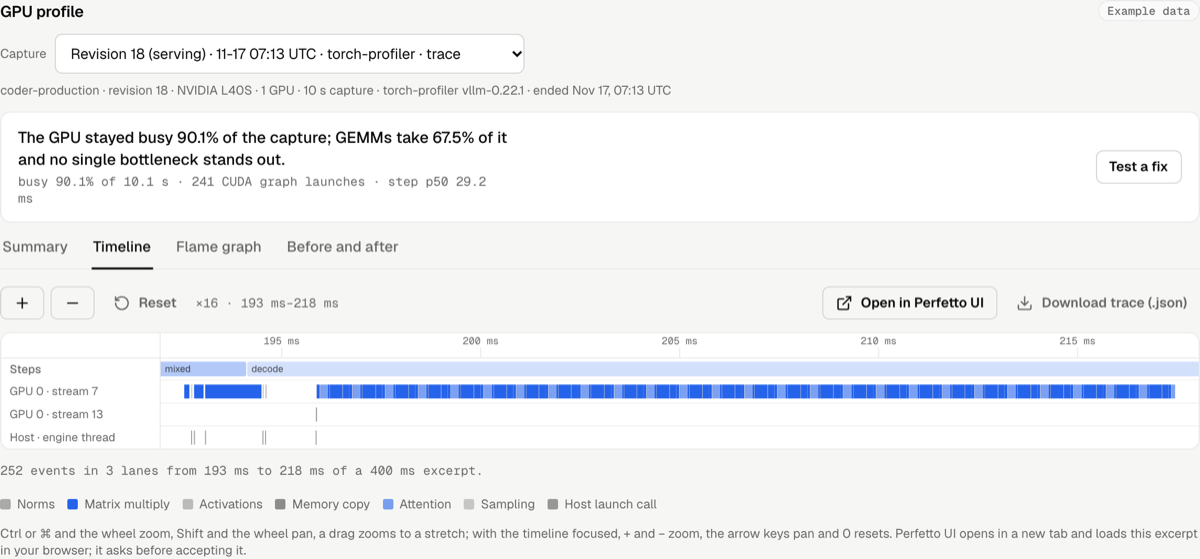 GPU profile
Example data
Capture
Revision 18 (serving) · 11-17 07:13 UTC · torch-profiler · trace
coder-production · revision 18 · NVIDIA L40S · 1 GPU · 10 s capture · torch-profiler vllm-0.22.1 · ended Nov 17, 07:13 UTC
The GPU stayed busy 90.1% of the capture; GEMMs take 67.5% of it
and no single bottleneck stands out.
busy 90.1% of 10.1 s · 241 CUDA graph launches · step p50 29.2
ms
Test a fix
Summary
Timeline
Flame graph
Before and after
+
−
Reset
×16 · 193 ms–218 ms
Open in Perfetto UI
Download trace (.json)
195 ms
200 ms
205 ms
210 ms
215 ms
Steps
mixed
decode
GPU 0 · stream 7
GPU 0 · stream 13
Host · engine thread
252 events in 3 lanes from 193 ms to 218 ms of a 400 ms excerpt.
Norms
Matrix multiply
Activations
Memory copy
Attention
Sampling
Host launch call
Ctrl or ⌘ and the wheel zoom, Shift and the wheel pan, a drag zooms to a stretch; with the timeline focused, + and − zoom, the arrow keys pan and 0 resets. Perfetto UI opens in a new tab and loads this excerpt
in your browser; it asks before accepting it.